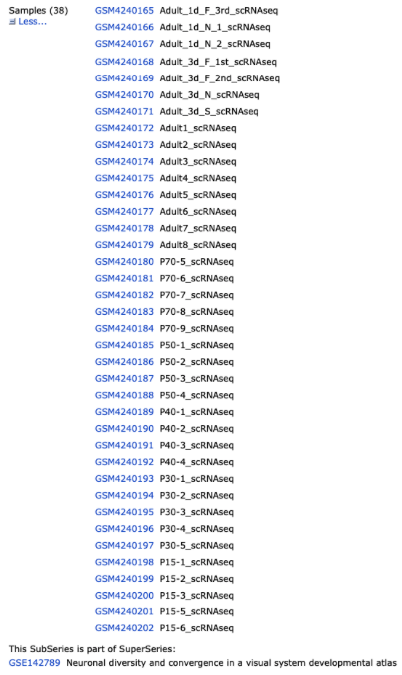 Samples (38) GSM4240165 Adult_1d_F_3rd_scRNAseq
Less... GSM4240166 Adult_1d_N_1_scRNAseq
GSM4240167 Adult_1d_N_2_scRNAseq
GSM4240168 Adult_3d_F_1st_scRNAseq
GSM4240169 Adult_3d_F_2nd_scRNAseq
GSM4240170 Adult_3d_N_scRNAseq
GSM4240171 Adult_3d_S_scRNAseq
GSM4240172 Adult1_scRNAseq
GSM4240173 Adult2_scRNAseq
GSM4240174 Adult3_scRNAseq
GSM4240175 Adult4_scRNAseq
GSM4240176 Adult5_scRNAseq
GSM4240177 Adult6_scRNAseq
GSM4240178 Adult7_scRNAseq
GSM4240179 Adult8_scRNAseq
GSM4240180 P70-5_scRNAseq
GSM4240181 P70-6_scRNAseq
GSM4240182 P70-7_scRNAseq
GSM4240183 P70-8_scRNAseq
GSM4240184 P70-9_scRNAseq
GSM4240185 P50-1_scRNAseq
GSM4240186 P50-2_scRNAseq
GSM4240187 P50-3_scRNAseq
GSM4240188 P50-4_scRNAseq
GSM4240189 P40-1_scRNAseq
GSM4240190 P40-2_scRNAseq
GSM4240191 P40-3_scRNAseq
GSM4240192 P40-4_scRNAseq
GSM4240193 P30-1_scRNAseq
GSM4240194 P30-2_scRNAseq
GSM4240195 P30-3_scRNAseq
GSM4240196 P30-4_scRNAseq
GSM4240197 P30-5_scRNAseq
GSM4240198 P15-1_scRNAseq
GSM4240199 P15-2_scRNAseq
GSM4240200 P15-3_scRNAseq
GSM4240201 P15-5_scRNAseq
GSM4240202 P15-6_scRNAseq
This SubSeries is part of SuperSeries:
GSE142789 Neuronal diversity and convergence in a visual system developmental atlas